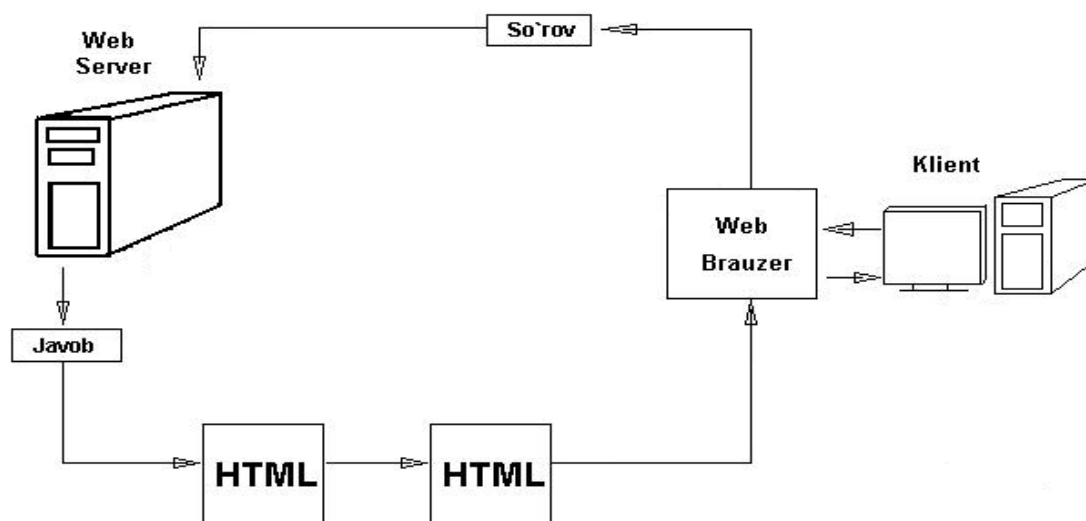 So`rov
Web
Server
Klient
Web
Brauzer
Javob
HTML
HTML